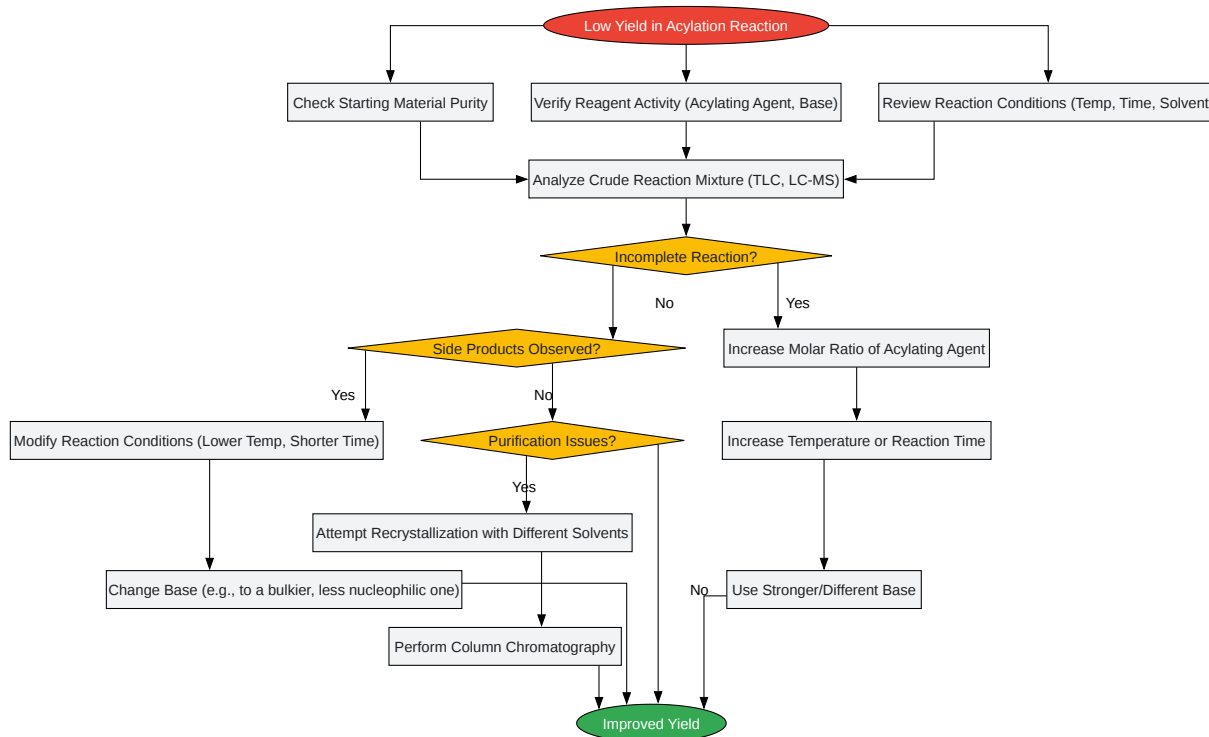 Low Yield in Acylation Reaction
Check Starting Material Purity
Verify Reagent Activity (Acylating Agent, Base)
Review Reaction Conditions (Temp, Time, Solvent
Analyze Crude Reaction Mixture (TLC, LC-MS)
Incomplete Reaction?
No
Yes
Side Products Observed?
Increase Molar Ratio of Acylating Agent
Yes
No
Modify Reaction Conditions (Lower Temp, Shorter Time)
Purification Issues?
Increase Temperature or Reaction Time
Yes
Attempt Recrystallization with Different Solvents
Change Base (e.g., to a bulkier, less nucleophilic one)
No
Use Stronger/Different Base
Perform Column Chromatography
Improved Yield